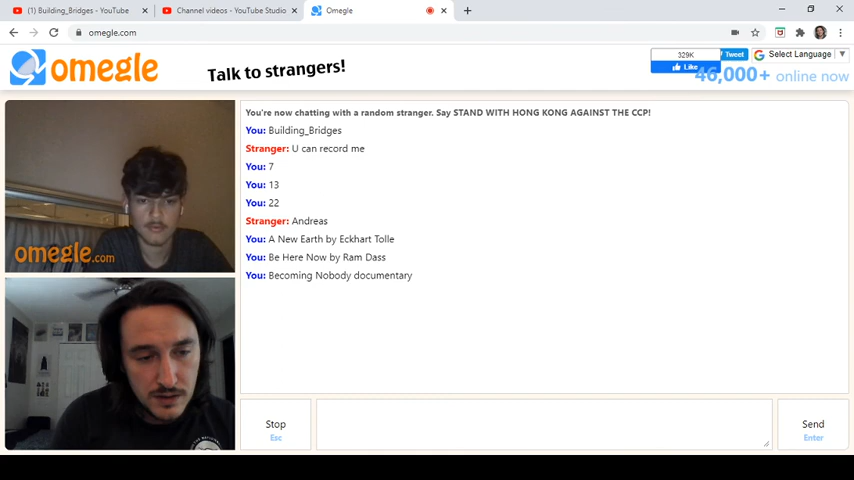 (1) Building_Bridges - YouTube
Channel videos - YouTube Studio
Omegle
omegle.com
omegle
Talk to strangers!
329K
Like
Tweet
Select Language
46,000+ online now
You're now chatting with a random stranger. Say STAND WITH HONG KONG AGAINST THE CCP!
You: Building_Bridges
Stranger: U can record me
You: 7
You: 13
You: 22
Stranger: Andreas
You: A New Earth by Eckhart Tolle
You: Be Here Now by Ram Dass
You: Becoming Nobody documentary
omegle.com
Stop
Esc
Send
Enter